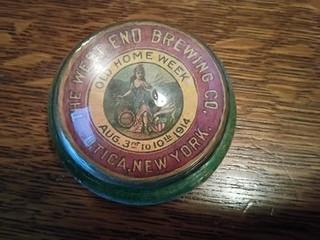 THE WEST END BREWING CO.
UTICA, NEW YORK.
OLD HOME WEEK
AUG. 3RD TO 10TH 1914